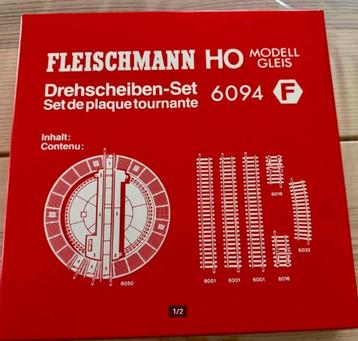 FLEISCHMANN HO MODELL GLEIS
Drehscheiben-Set
Set de plaque tournante
6094 F
Inhalt:
Contenu:
6050
6001
6001
6001
6016
6016
6032
1/2